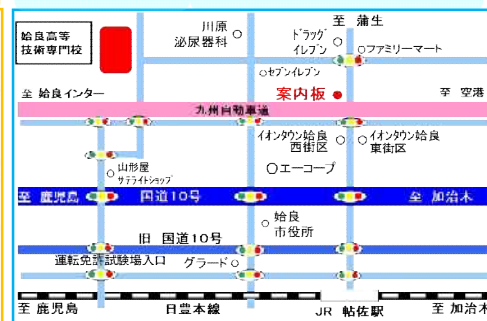 至 蒲生
川原
泌尿器科
ドラッグ
イレブン
ファミリーマート
姶良高等
技術専門校
セブンイレブン
至 姶良インター
案内板
至 空港
九州自動車道
イオンタウン姶良
西街区
イオンタウン姶良
東街区
山形屋
サテライトショップ
エーコープ
至 鹿児島
国道10号
至 加治木
姶良
市役所
旧 国道10号
運転免許試験場入口
グラード
至 鹿児島
日豊本線
JR 帖佐駅
至 加治木